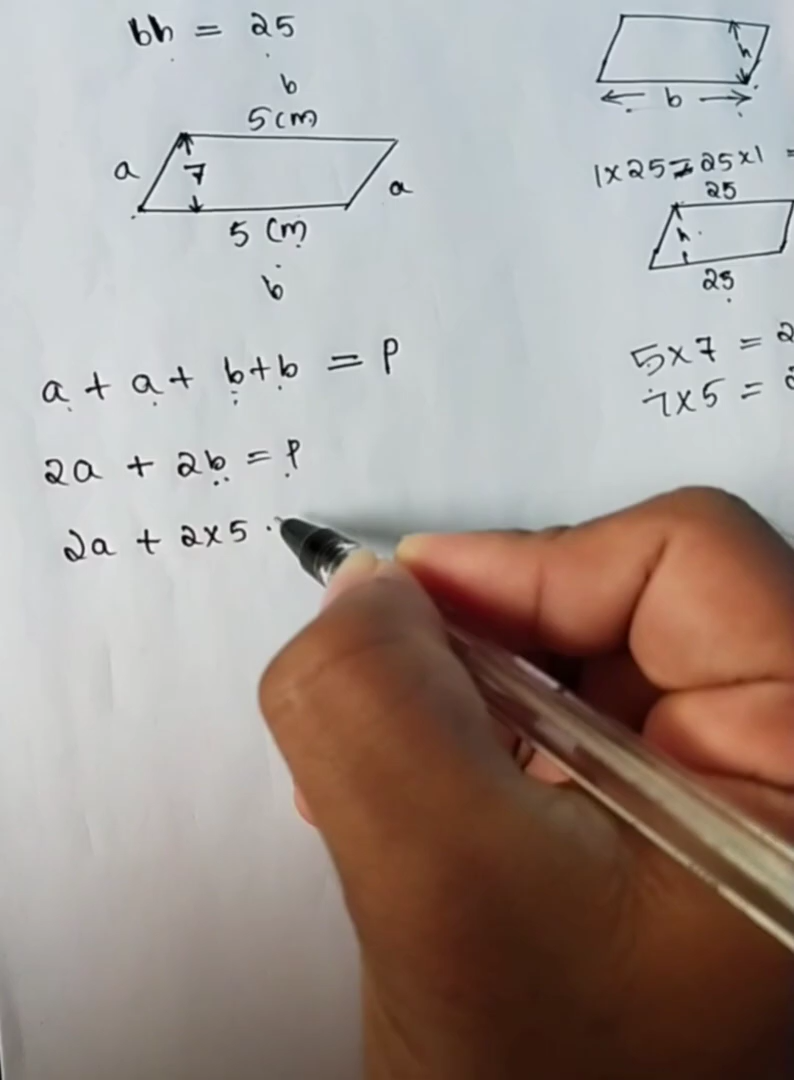 bh = 25
b
5 cm
a 7 a
5 cm
b
a + a + b + b = P
2a + 2b = P
2a + 2x5
h
b
1x25 = 25x1 =
25
h
25
5x7 =
7x5 =